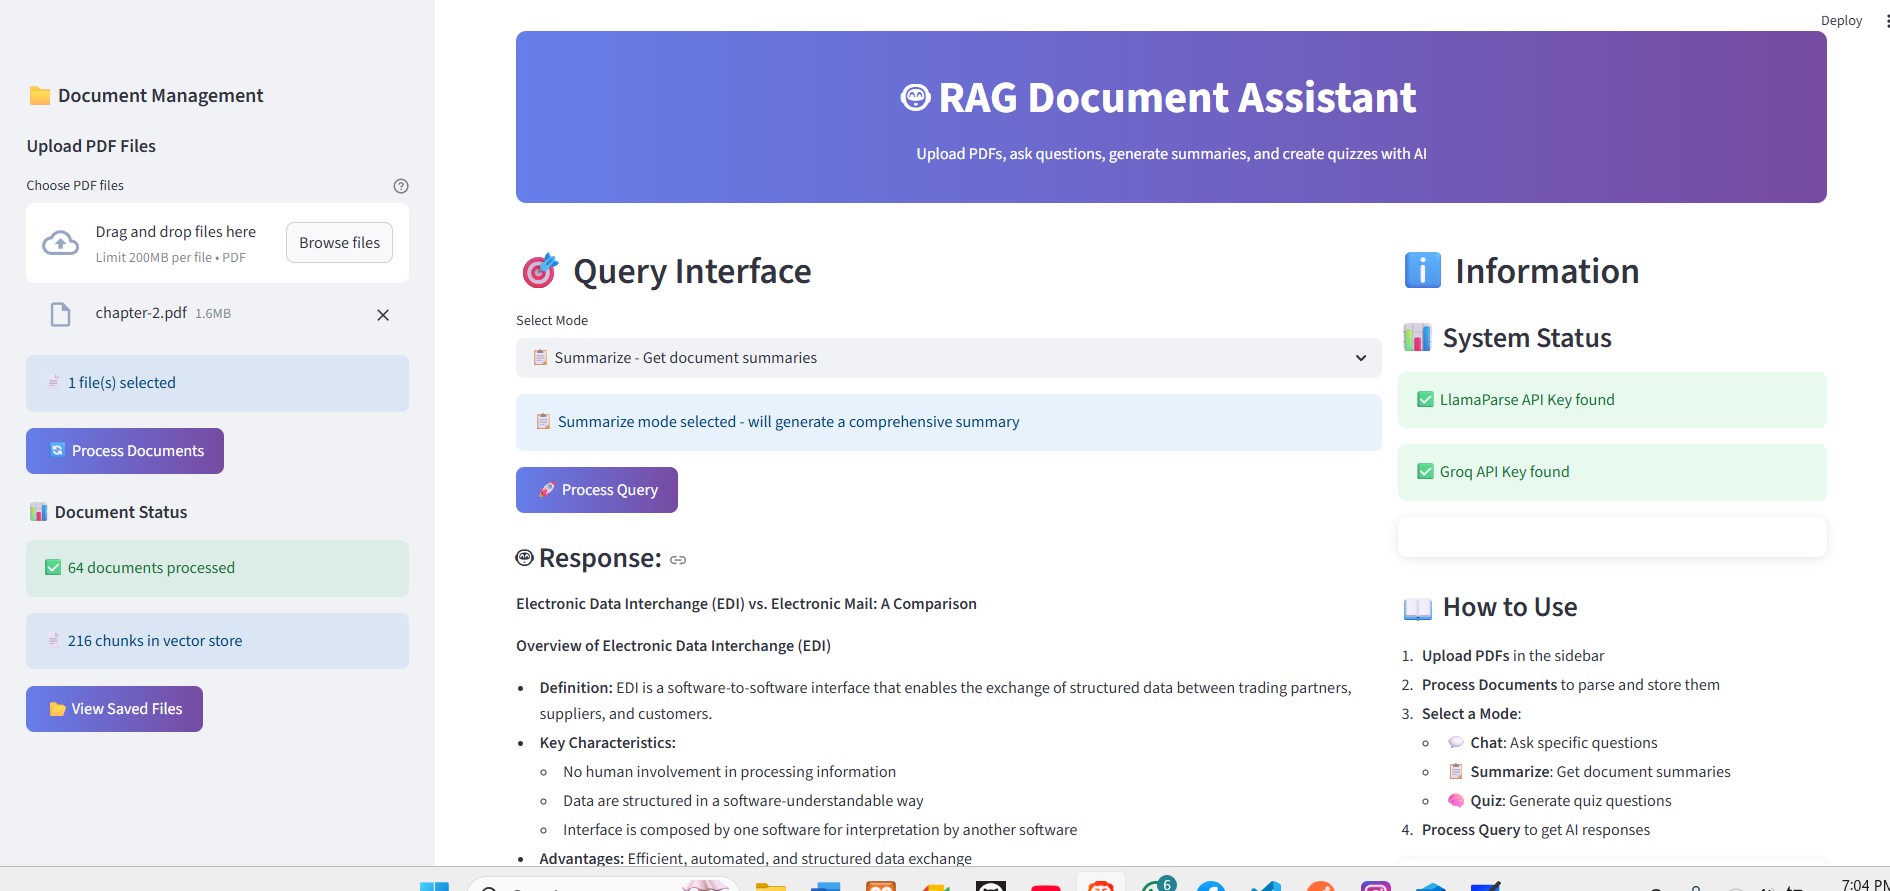 Deploy
📁 Document Management
Upload PDF Files
Choose PDF files
Drag and drop files here
Limit 200MB per file • PDF
Browse files
chapter-2.pdf 1.6MB
1 file(s) selected
Process Documents
Document Status
64 documents processed
216 chunks in vector store
View Saved Files
RAG Document Assistant
Upload PDFs, ask questions, generate summaries, and create quizzes with AI
Query Interface
Select Mode
Summarize - Get document summaries
Summarize mode selected - will generate a comprehensive summary
Process Query
Response:
Electronic Data Interchange (EDI) vs. Electronic Mail: A Comparison
Overview of Electronic Data Interchange (EDI)
• Definition: EDI is a software-to-software interface that enables the exchange of structured data between trading partners,
suppliers, and customers.
• Key Characteristics:
◦ No human involvement in processing information
◦ Data are structured in a software-understandable way
◦ Interface is composed by one software for interpretation by another software
• Advantages: Efficient, automated, and structured data exchange
Information
System Status
LlamaParse API Key found
Groq API Key found
How to Use
1. Upload PDFs in the sidebar
2. Process Documents to parse and store them
3. Select a Mode:
◦ Chat: Ask specific questions
◦ Summarize: Get document summaries
◦ Quiz: Generate quiz questions
4. Process Query to get AI responses
6
7:04 PM